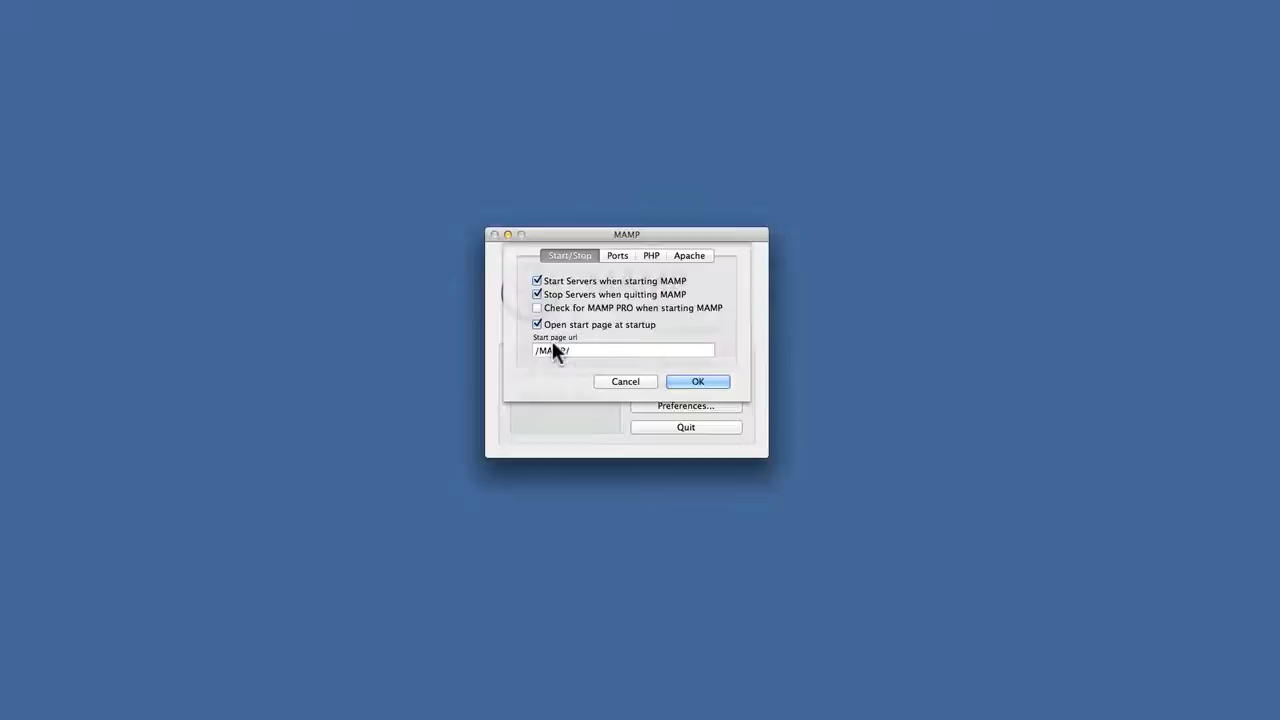 MAMP
Start/Stop Ports PHP Apache
Start Servers when starting MAMP
Stop Servers when quitting MAMP
Check for MAMP PRO when starting MAMP
Open start page at startup
Start page url
/MAMP/
Cancel OK
Preferences...
Quit